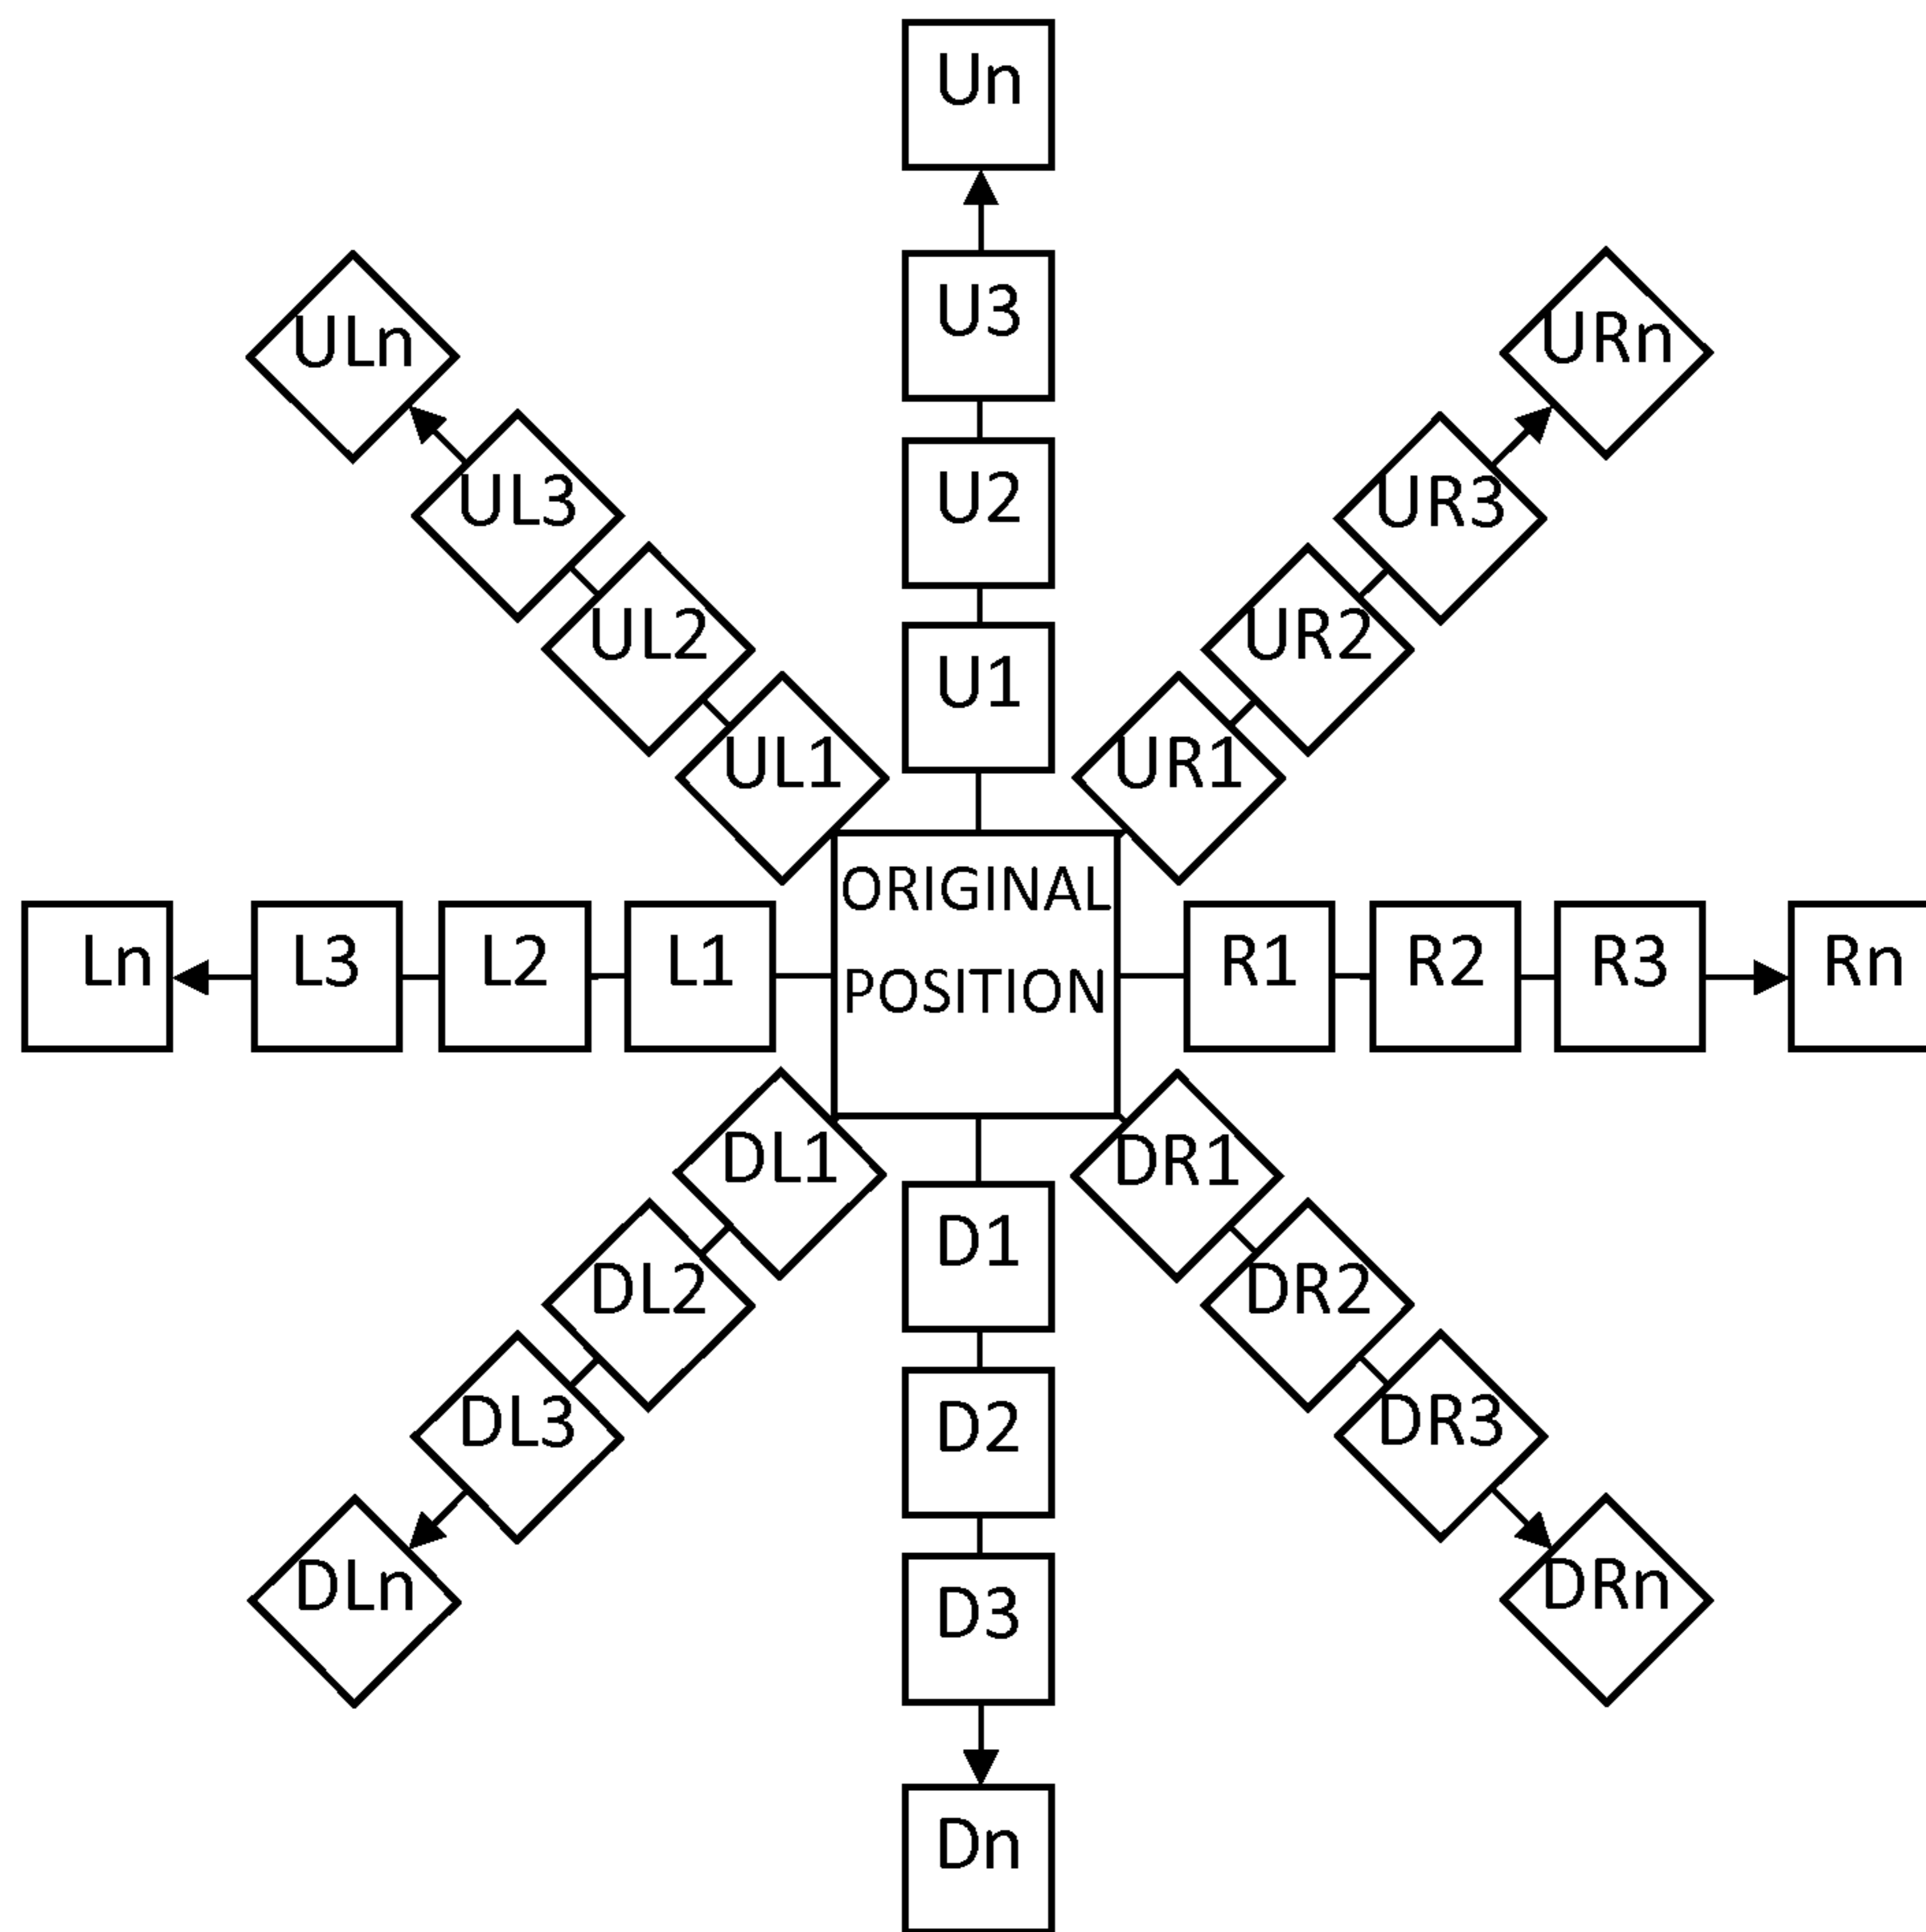 Un
U3
ULn
URn
UL3
U2
UR3
UL2
UR2
U1
UL1
UR1
ORIGINAL
POSITION
Ln
L3
L2
L1
R1
R2
R3
Rn
DL1
DR1
D1
DL2
DR2
DL3
D2
DR3
DLn
DRn
D3
Dn